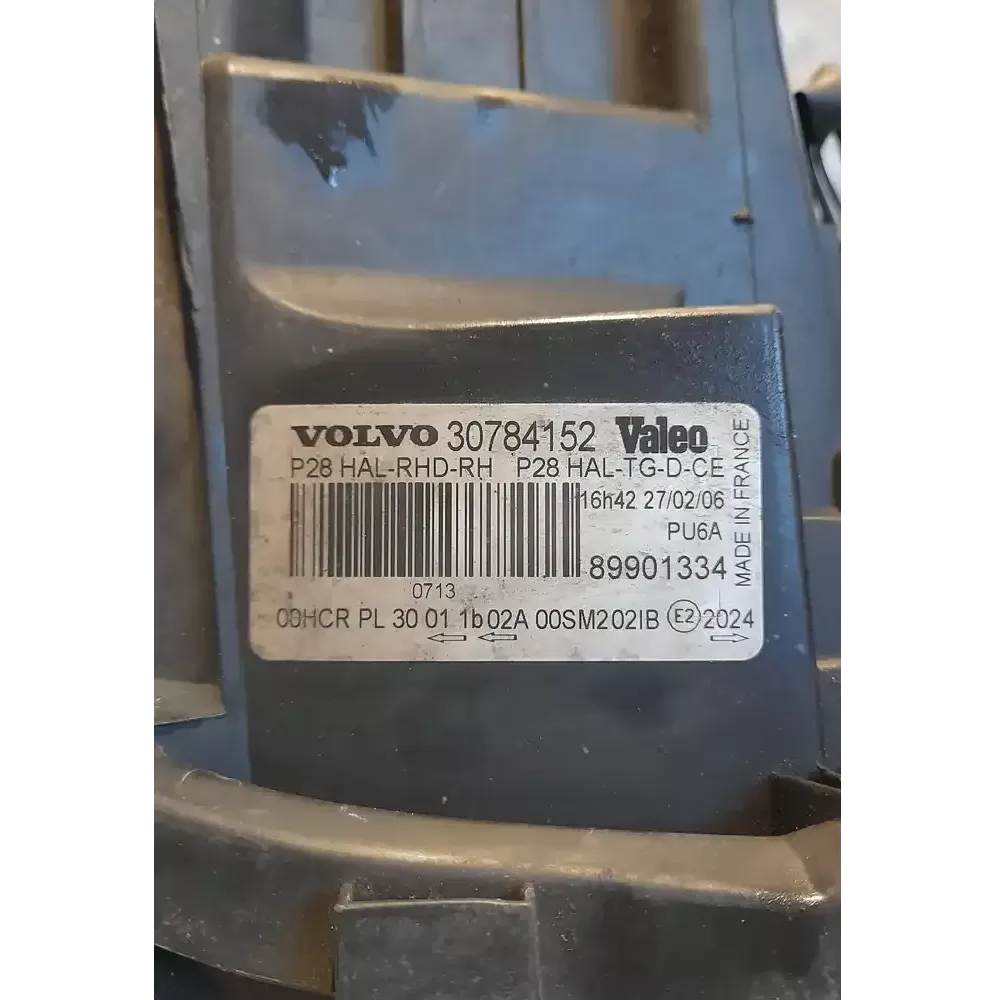 VOLVO 30784152 Valeo
P28 HAL-RHD-RH P28 HAL-TG-D-CE
16h42 27/02/06
PU6A
89901334
MADE IN FRANCE
0713
00HCR PL 30 01 1b 02A 00SM2 02IB E2 2024